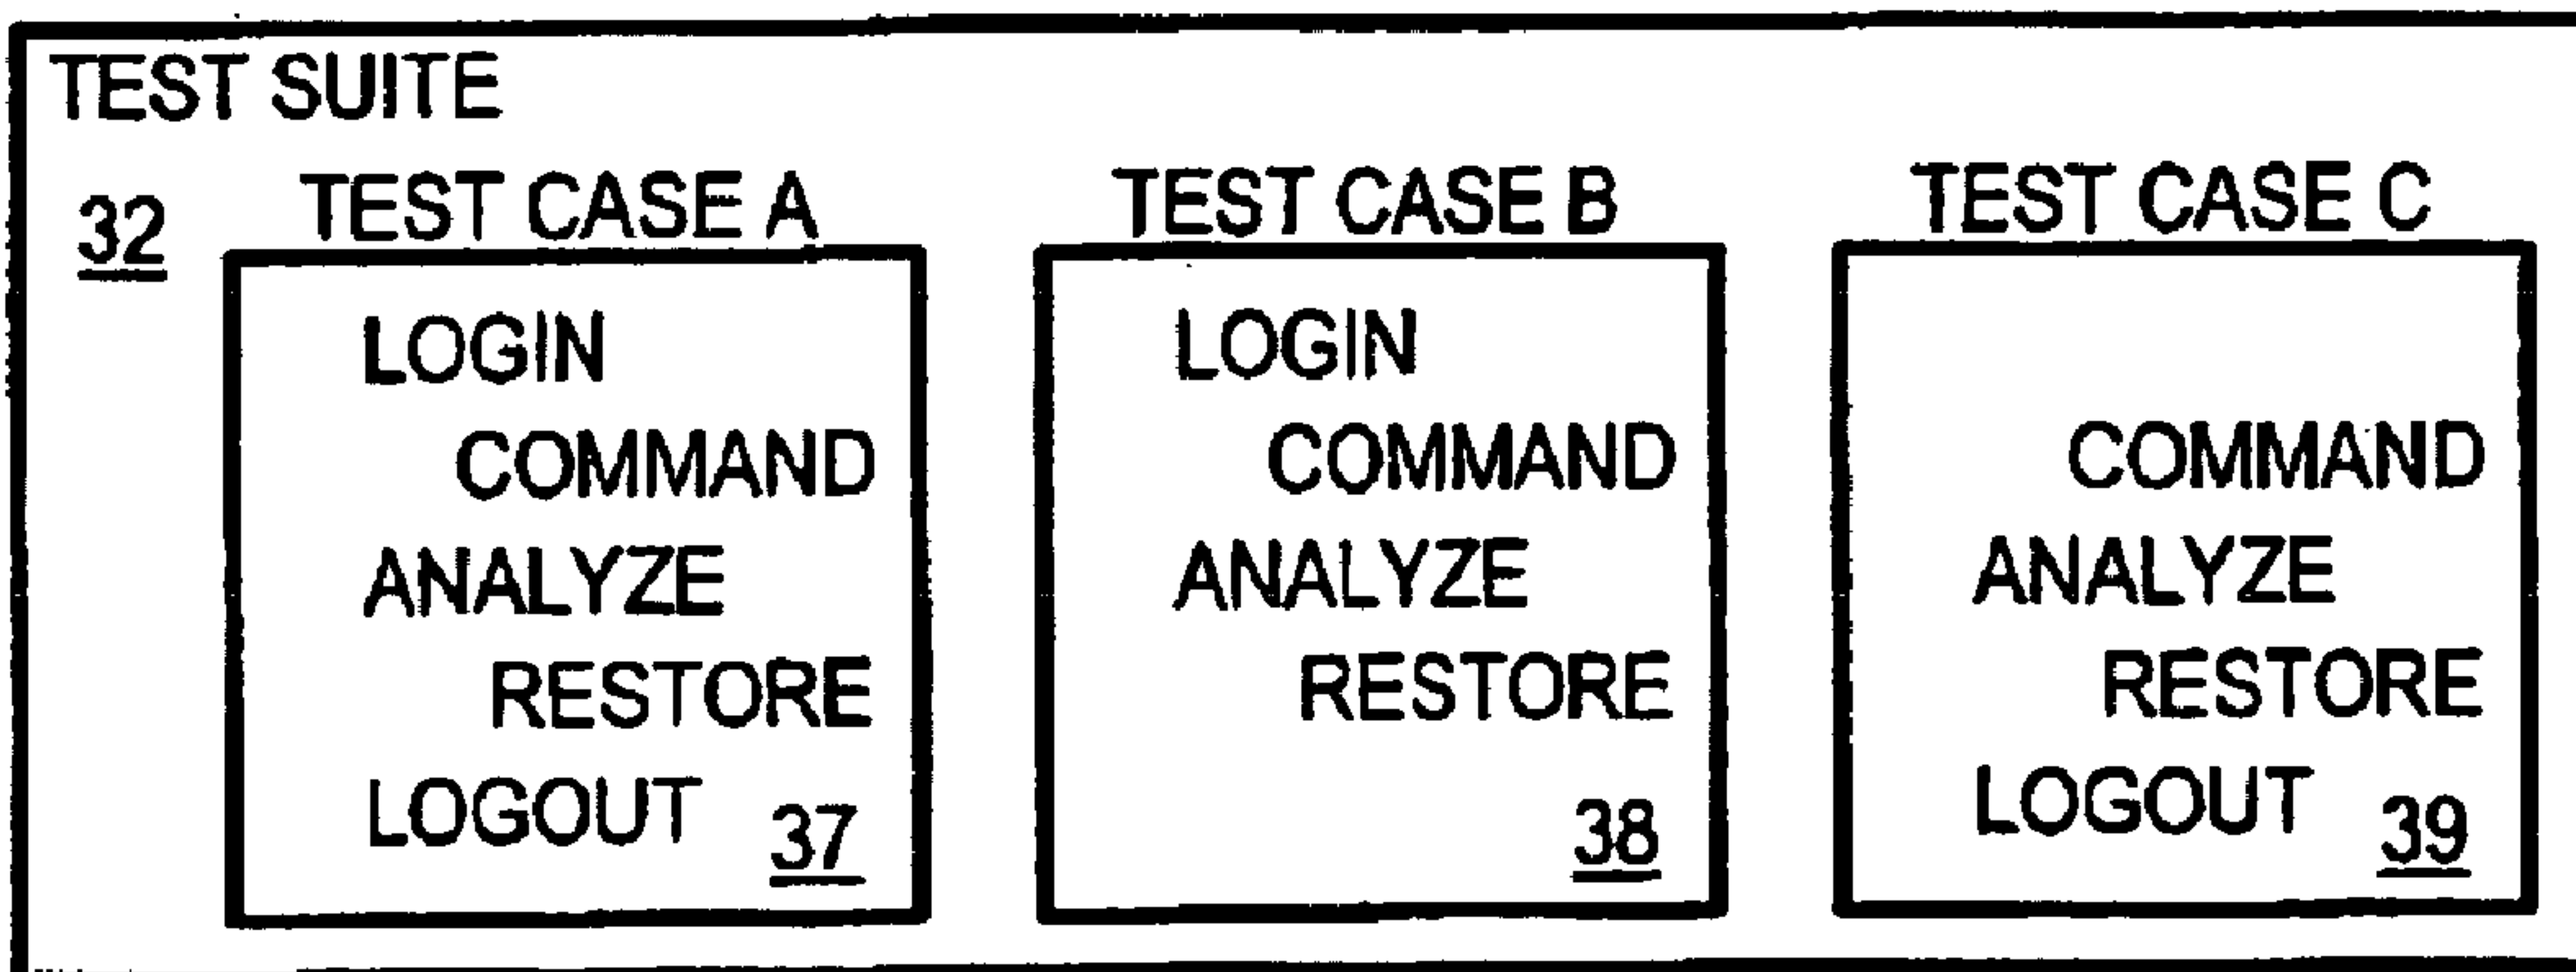 TEST SUITE
32
TEST CASE A
LOGIN
COMMAND
ANALYZE
RESTORE
LOGOUT
37
TEST CASE B
LOGIN
COMMAND
ANALYZE
RESTORE
38
TEST CASE C
COMMAND
ANALYZE
RESTORE
LOGOUT
39